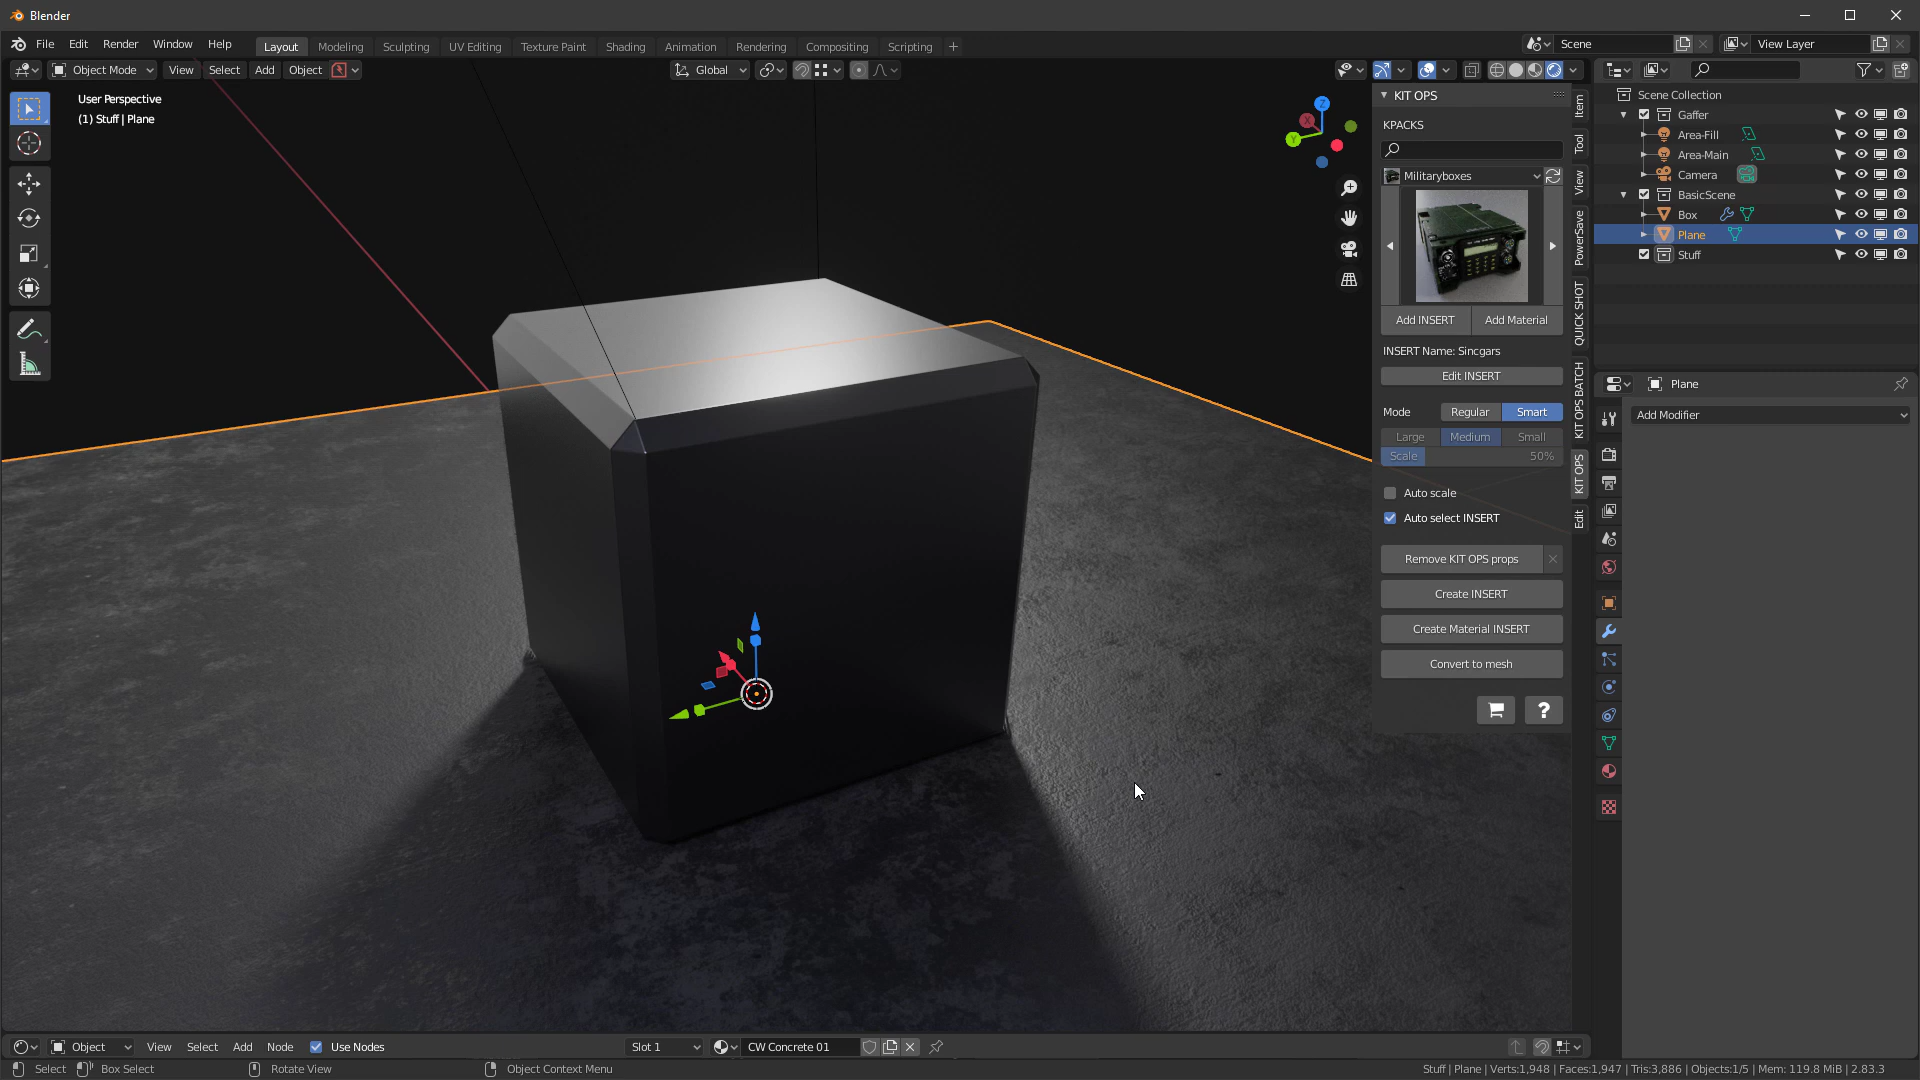 Blender
File Edit Render Window Help Layout Modeling Sculpting UV Editing Texture Paint Shading Animation Rendering Compositing Scripting + Scene View Layer
Object Mode View Select Add Object Global
User Perspective
(1) Stuff | Plane
Z
X
Y
KIT OPS
KPACKS
Militaryboxes
Add INSERT Add Material
INSERT Name: Sincgars
Edit INSERT
Mode Regular Smart
Large Medium Small
Scale 50%
Auto scale
Auto select INSERT
Remove KIT OPS props
Create INSERT
Create Material INSERT
Convert to mesh
?
Item
Tool
View
PowerSave
QUICK SHOT
KIT OPS BATCH
KIT OPS
Edit
Scene Collection
Gaffer
Area-Fill
Area-Main
Camera
BasicScene
Box
Plane
Stuff
Plane
Add Modifier
Object View Select Add Node Use Nodes Slot 1 CW Concrete 01
Select Box Select Rotate View Object Context Menu Stuff | Plane | Verts:1,948 | Faces:1,947 | Tris:3,886 | Objects:1/5 | Mem: 119.8 MiB | 2.83.3